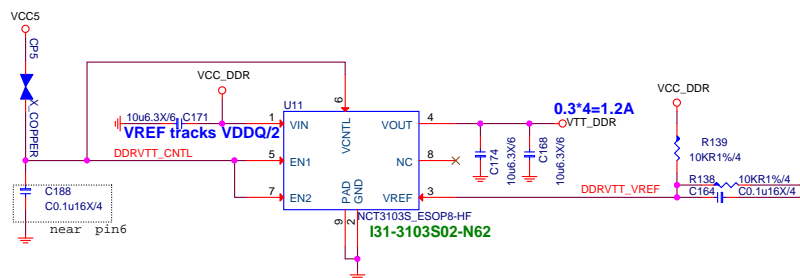 VCC5
CP5
X_COPPER
VCC_DDR
10u6.3X/6
C171
VREF tracks VDDQ/2
DDRVTT_CNTL
C188
C0.1u16X/4
near pin6
U11
1
5
7
6
4
8
3
9
2
VIN
EN1
EN2
VCNTL
VOUT
NC
VREF
PAD
GND
NCT3103S_ESOP8-HF
I31-3103S02-N62
0.3*4=1.2A
VTT_DDR
C174
10u6.3X/6
C168
10u6.3X/6
VCC_DDR
R139
10KR1%/4
DDRVTT_VREF
R138
10KR1%/4
C164
C0.1u16X/4